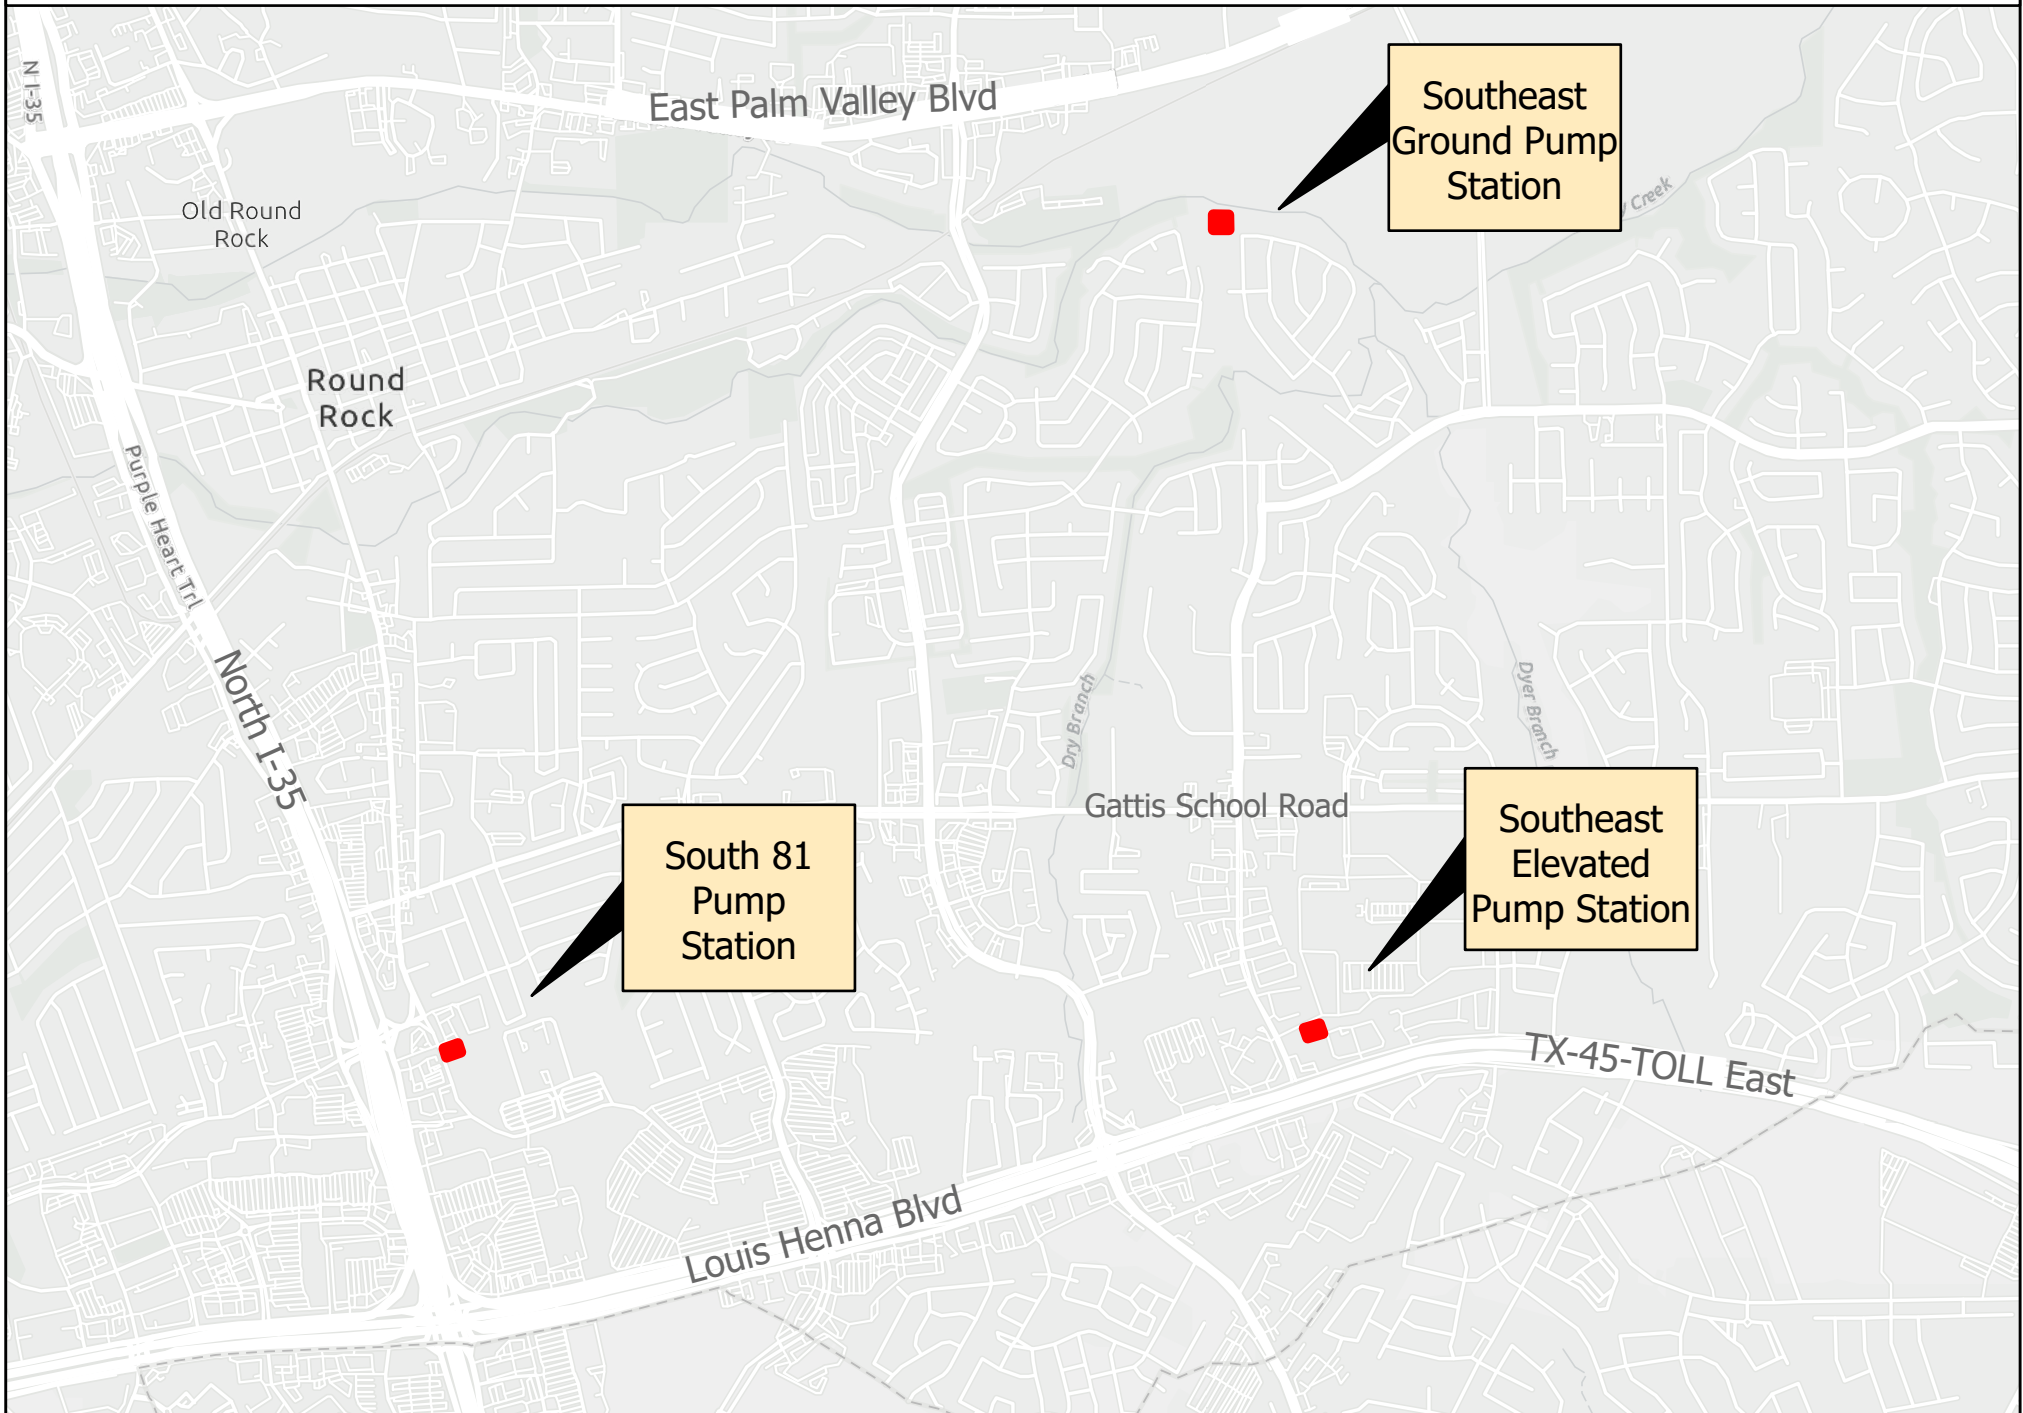 N I-35
East Palm Valley Blvd
Southeast
Ground Pump
Station
Creek
Old Round
Rock
Round
Rock
Purple Heart Trl
North I-35
Dry Branch
Dyer Branch
Gattis School Road
South 81
Pump
Station
Southeast
Elevated
Pump Station
TX-45-TOLL East
Louis Henna Blvd